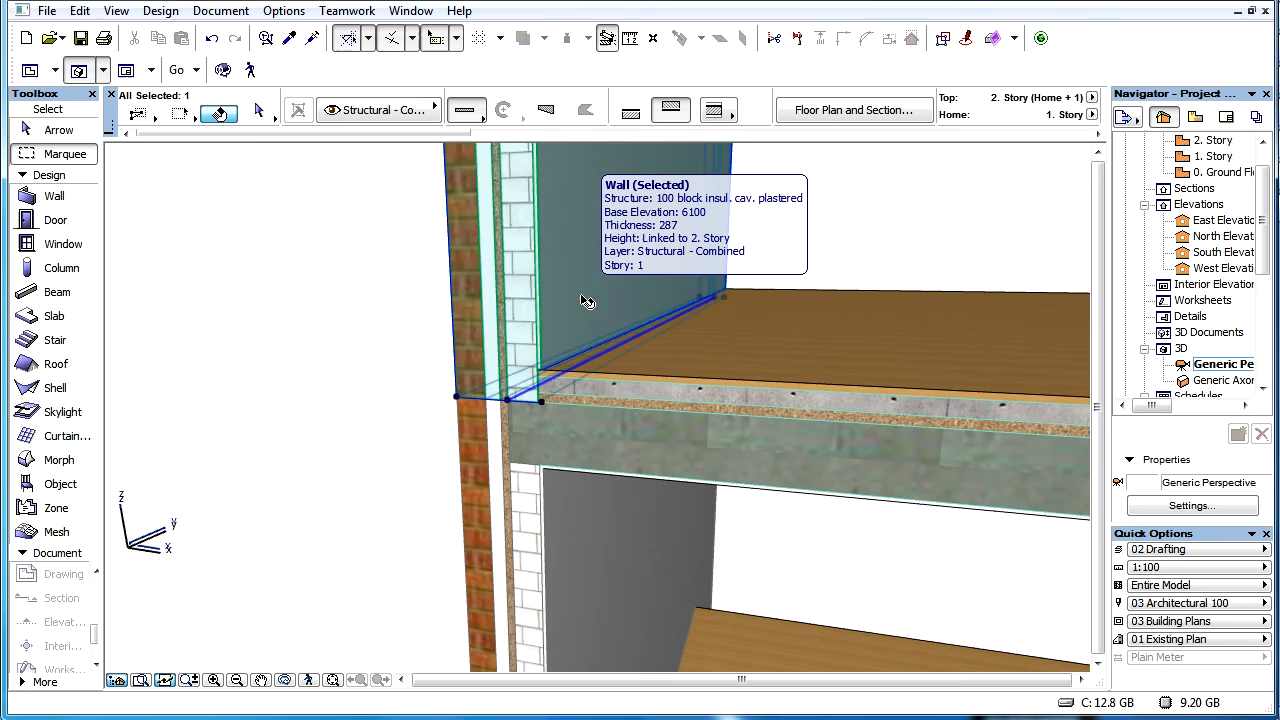 File Edit View Design Document Options Teamwork Window Help
Go
Toolbox
All Selected: 1
Select
Arrow
Marquee
Design
Wall
Door
Window
Column
Beam
Slab
Stair
Roof
Shell
Skylight
Curtain...
Morph
Object
Zone
Mesh
Document
Drawing
Section
Elevat...
Interi...
Works...
More
Structural - Co...
Floor Plan and Section...
Top: 2. Story (Home + 1)
Home: 1. Story
Wall (Selected)
Structure: 100 block insul. cav. plastered
Base Elevation: 6100
Thickness: 287
Height: Linked to 2. Story
Layer: Structural - Combined
Story: 1
z
y
x
Navigator - Project ...
2. Story
1. Story
0. Ground Fl
Sections
Elevations
East Elevatio
North Elevat
South Elevat
West Elevat
Interior Elevation
Worksheets
Details
3D Documents
3D
Generic Pe
Generic Axon
Schedules
Properties
Generic Perspective
Settings...
Quick Options
02 Drafting
1:100
Entire Model
03 Architectural 100
03 Building Plans
01 Existing Plan
Plain Meter
C: 12.8 GB
9.20 GB